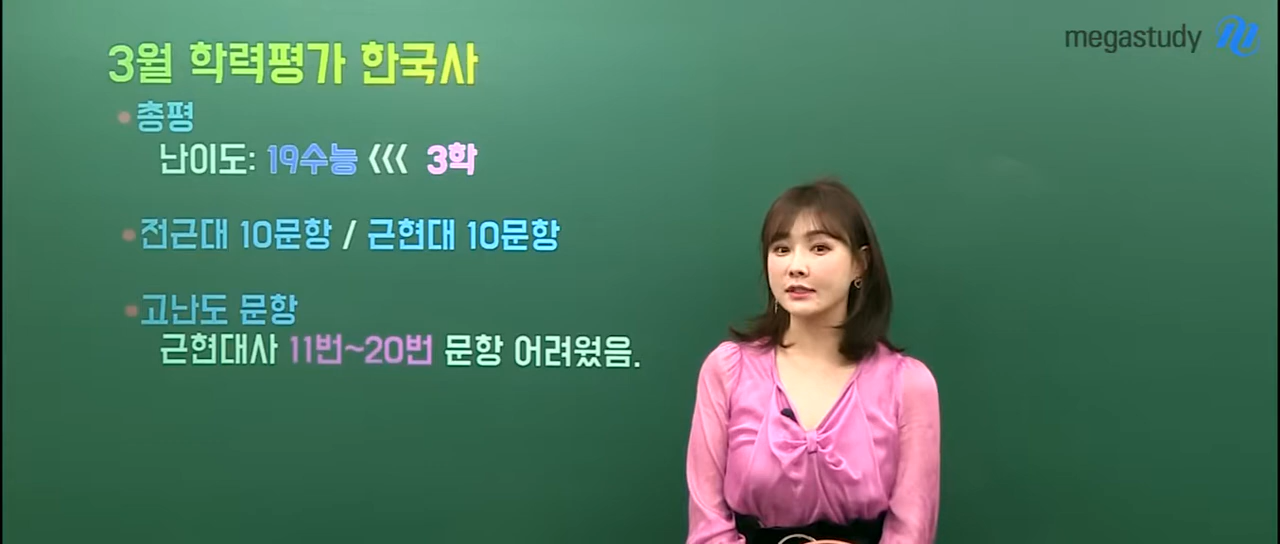 megastudy
3월 학력평가 한국사
총평
난이도: 19수능 <<< 3학
전근대 10문항 / 근현대 10문항
고난도 문항
근현대사 11번~20번 문항 어려웠음.